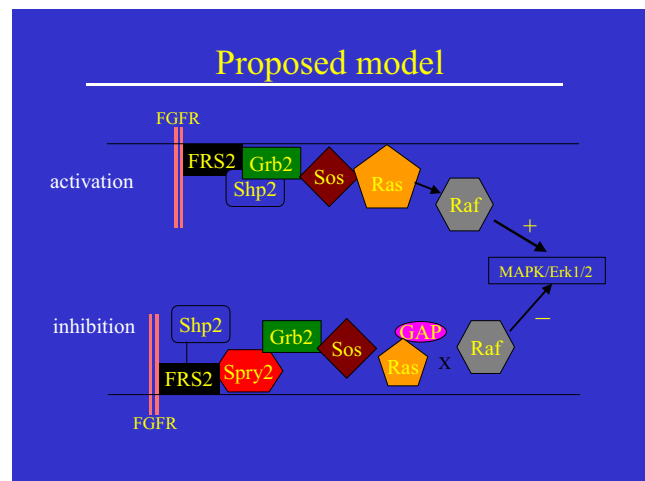 Proposed model
FGFR
activation
FRS2
Grb2
Shp2
Sos
Ras
Raf
+
MAPK/Erk1/2
inhibition
Shp2
FRS2
Spry2
Grb2
Sos
GAP
Ras
x
Raf
–
FGFR